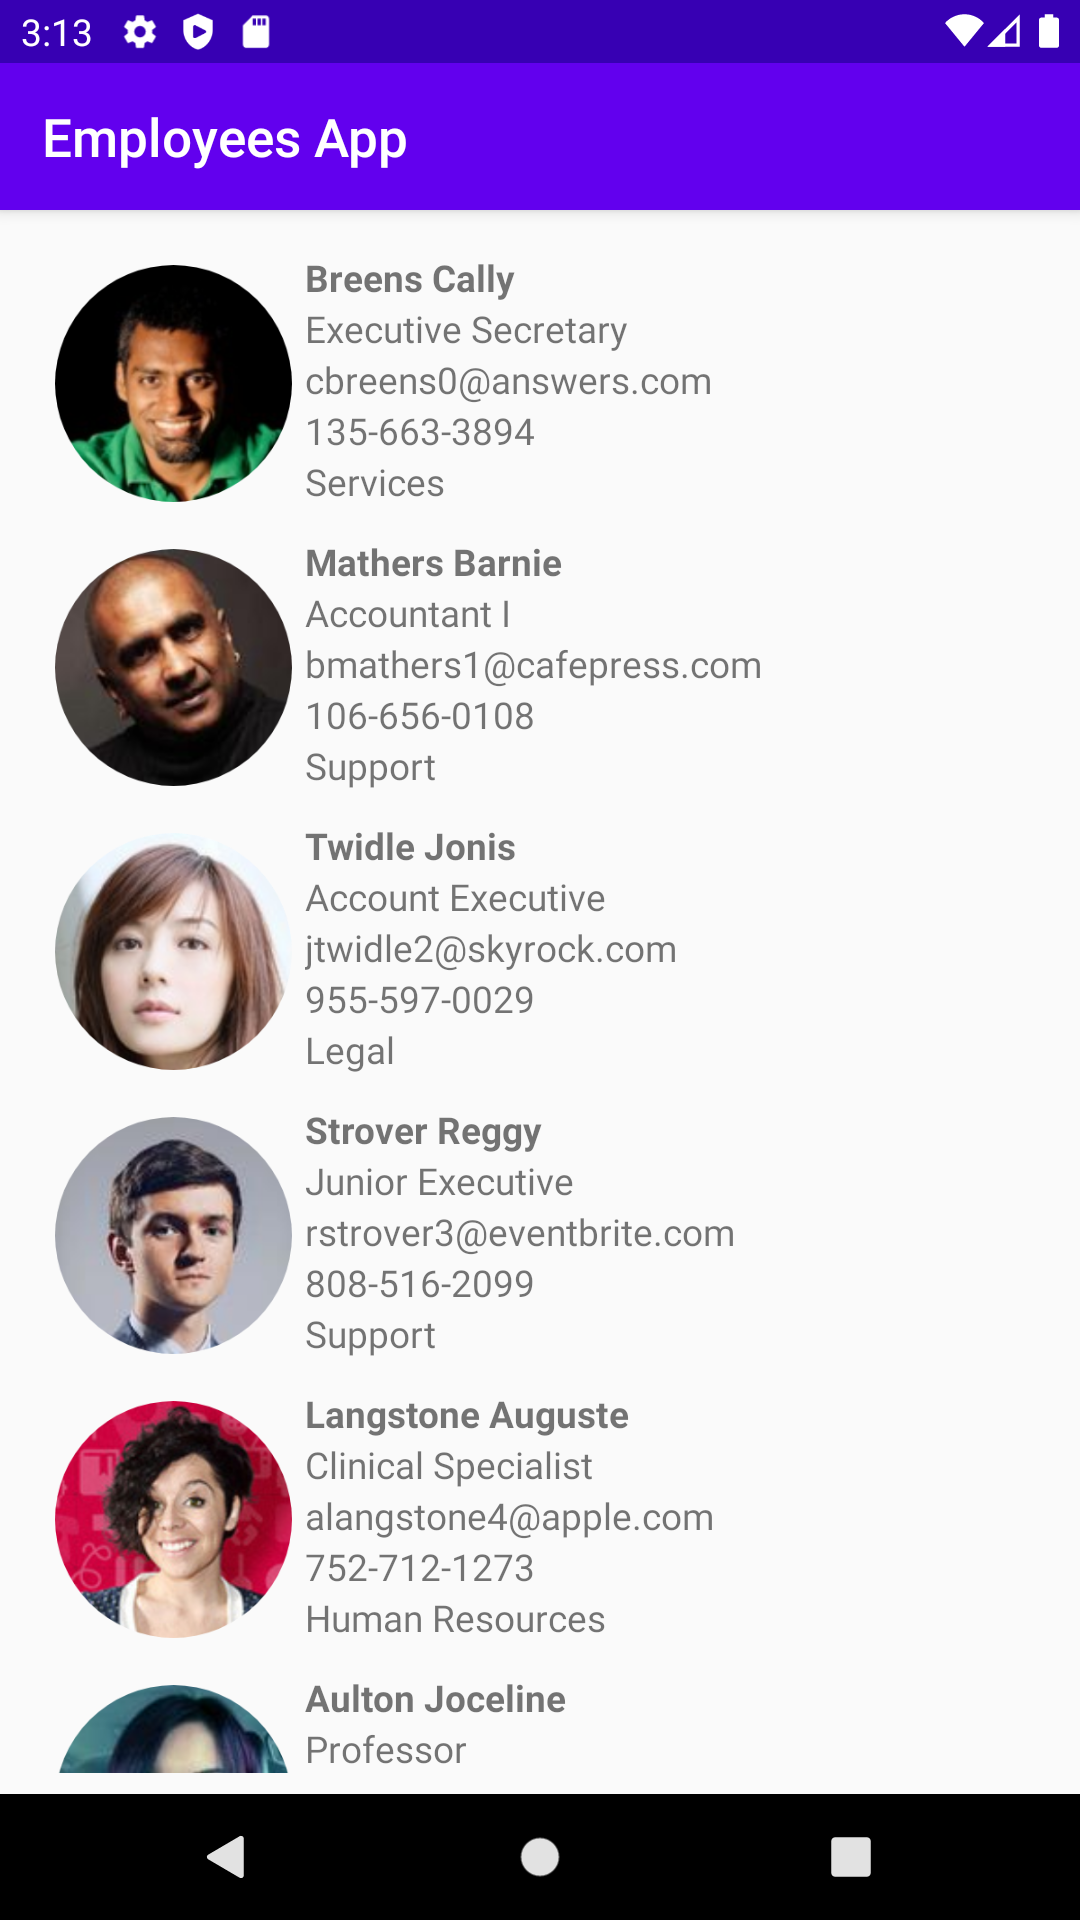 3:13
Employees App
Breens Cally
Executive Secretary
cbreens0@answers.com
135-663-3894
Services
Mathers Barnie
Accountant I
bmathers1@cafepress.com
106-656-0108
Support
Twidle Jonis
Account Executive
jtwidle2@skyrock.com
955-597-0029
Legal
Strover Reggy
Junior Executive
rstrover3@eventbrite.com
808-516-2099
Support
Langstone Auguste
Clinical Specialist
alangstone4@apple.com
752-712-1273
Human Resources
Aulton Joceline
Professor